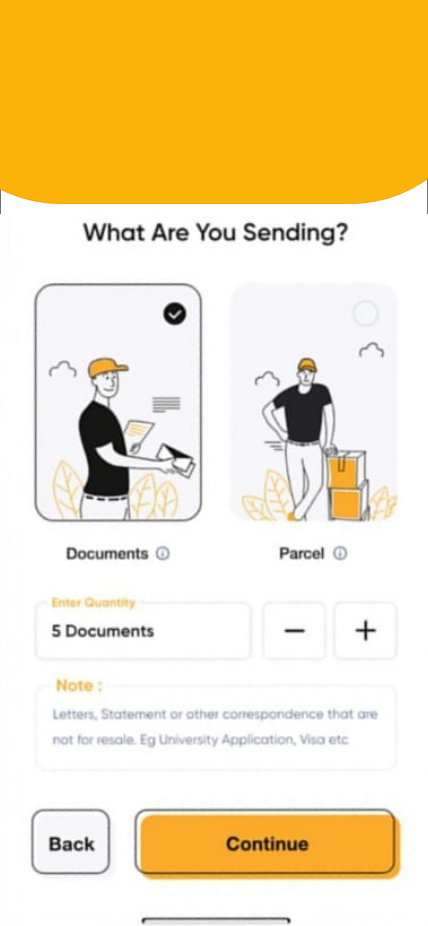 What Are You Sending?
Documents
Parcel
Enter Quantity
5 Documents
Note :
Letters, Statement or other correspondence that are
not for resale. Eg University Application, Visa etc
Back
Continue